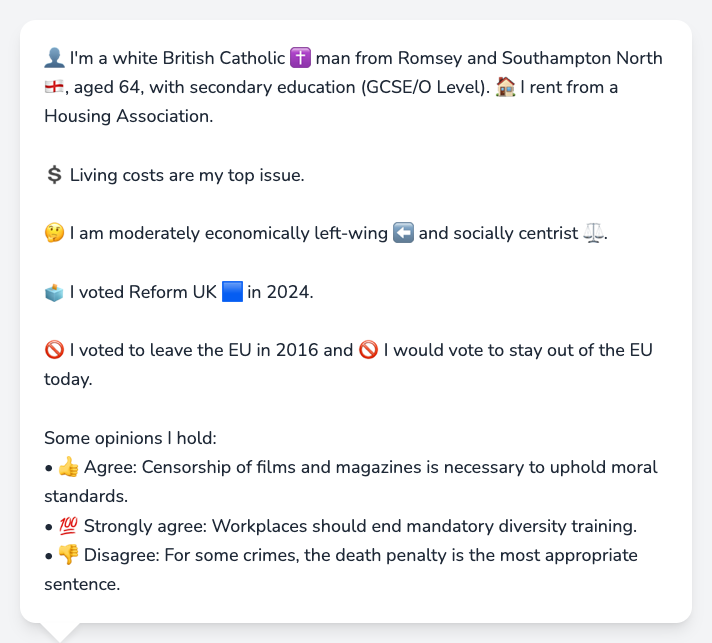 👤 I'm a white British Catholic ✝️ man from Romsey and Southampton North
🏴󠁧󠁢󠁥󠁮󠁧󠁿, aged 64, with secondary education (GCSE/O Level). 🏠 I rent from a
Housing Association.
💲 Living costs are my top issue.
🤔 I am moderately economically left-wing ⬅️ and socially centrist ⚖️.
🗳️ I voted Reform UK 🟦 in 2024.
🚫 I voted to leave the EU in 2016 and 🚫 I would vote to stay out of the EU
today.
Some opinions I hold:
• 👍 Agree: Censorship of films and magazines is necessary to uphold moral
standards.
• 💯 Strongly agree: Workplaces should end mandatory diversity training.
• 👎 Disagree: For some crimes, the death penalty is the most appropriate
sentence.